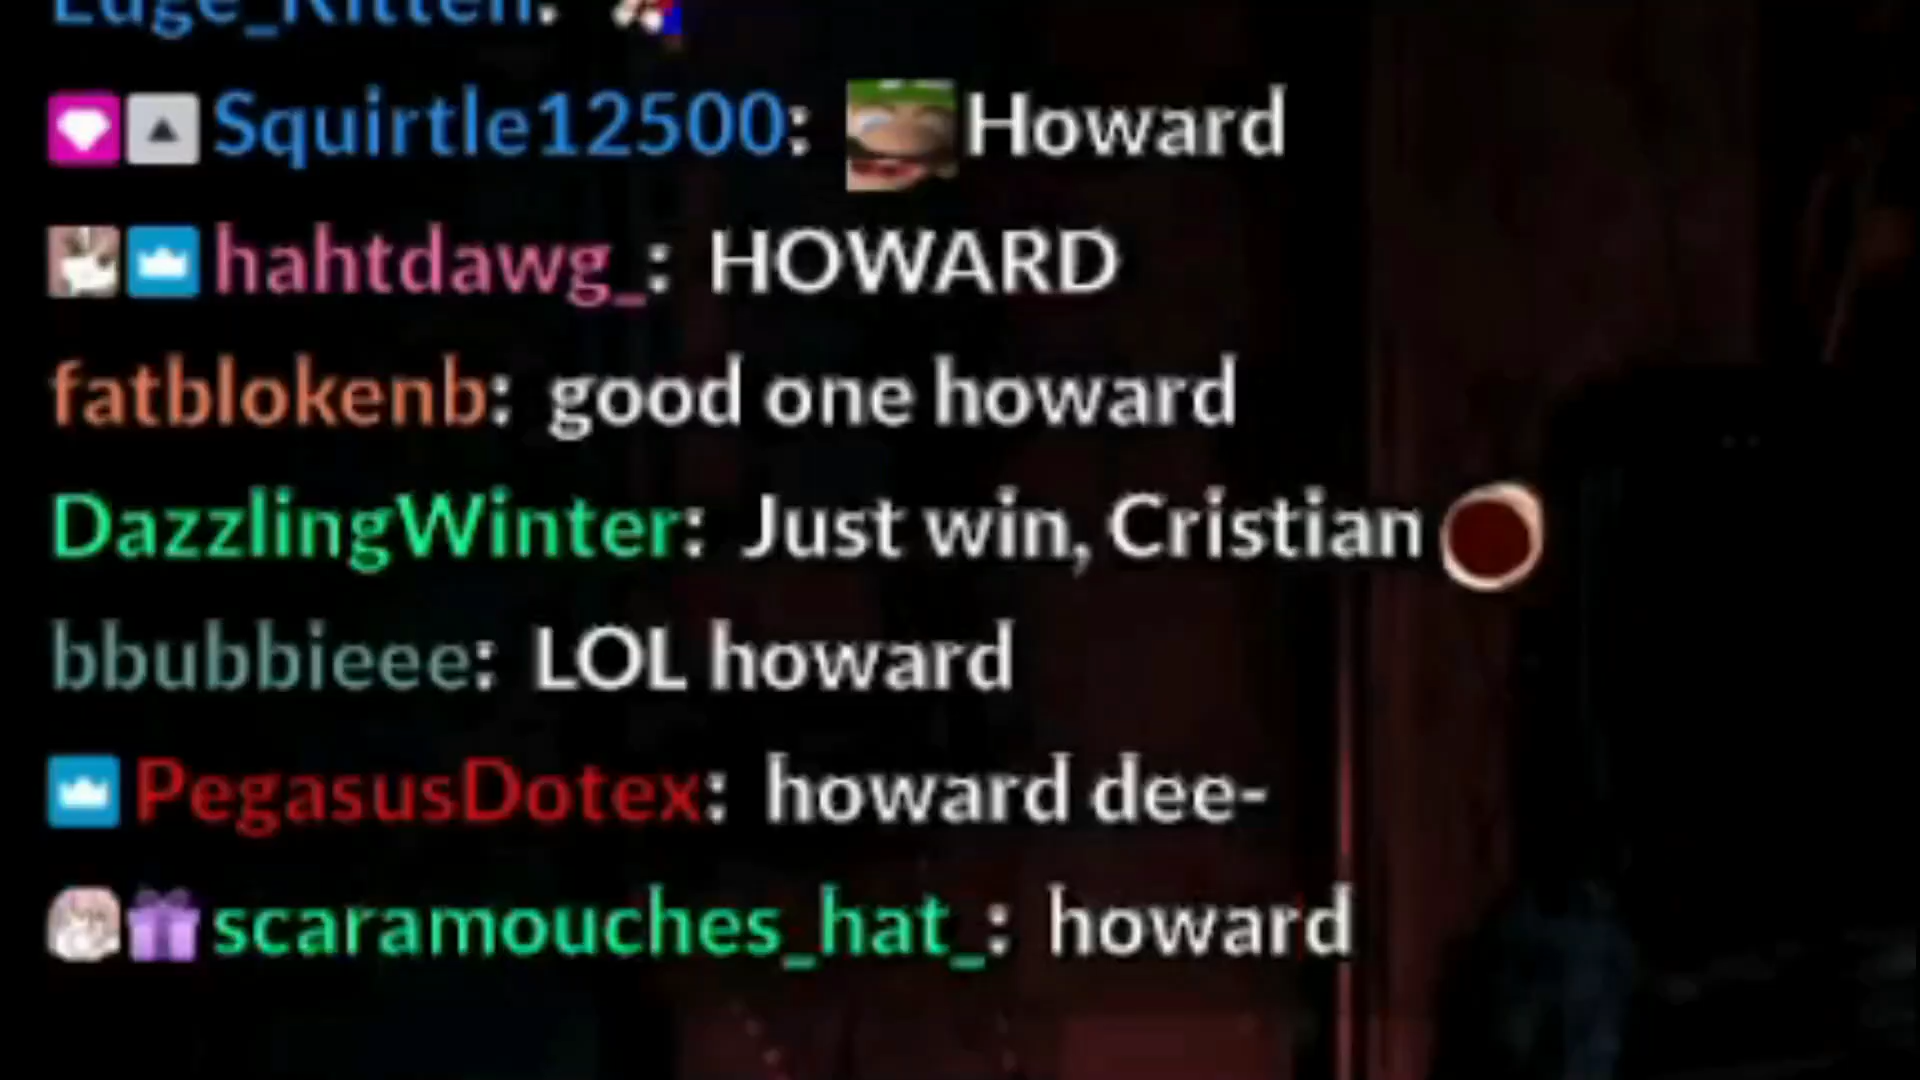 Edge_Kitten:
Squirtle12500: Howard
hahtdawg_: HOWARD
fatblokenb: good one howard
DazzlingWinter: Just win, Cristian
bbubbieee: LOL howard
PegasusDotex: howard dee-
scaramouches_hat_: howard